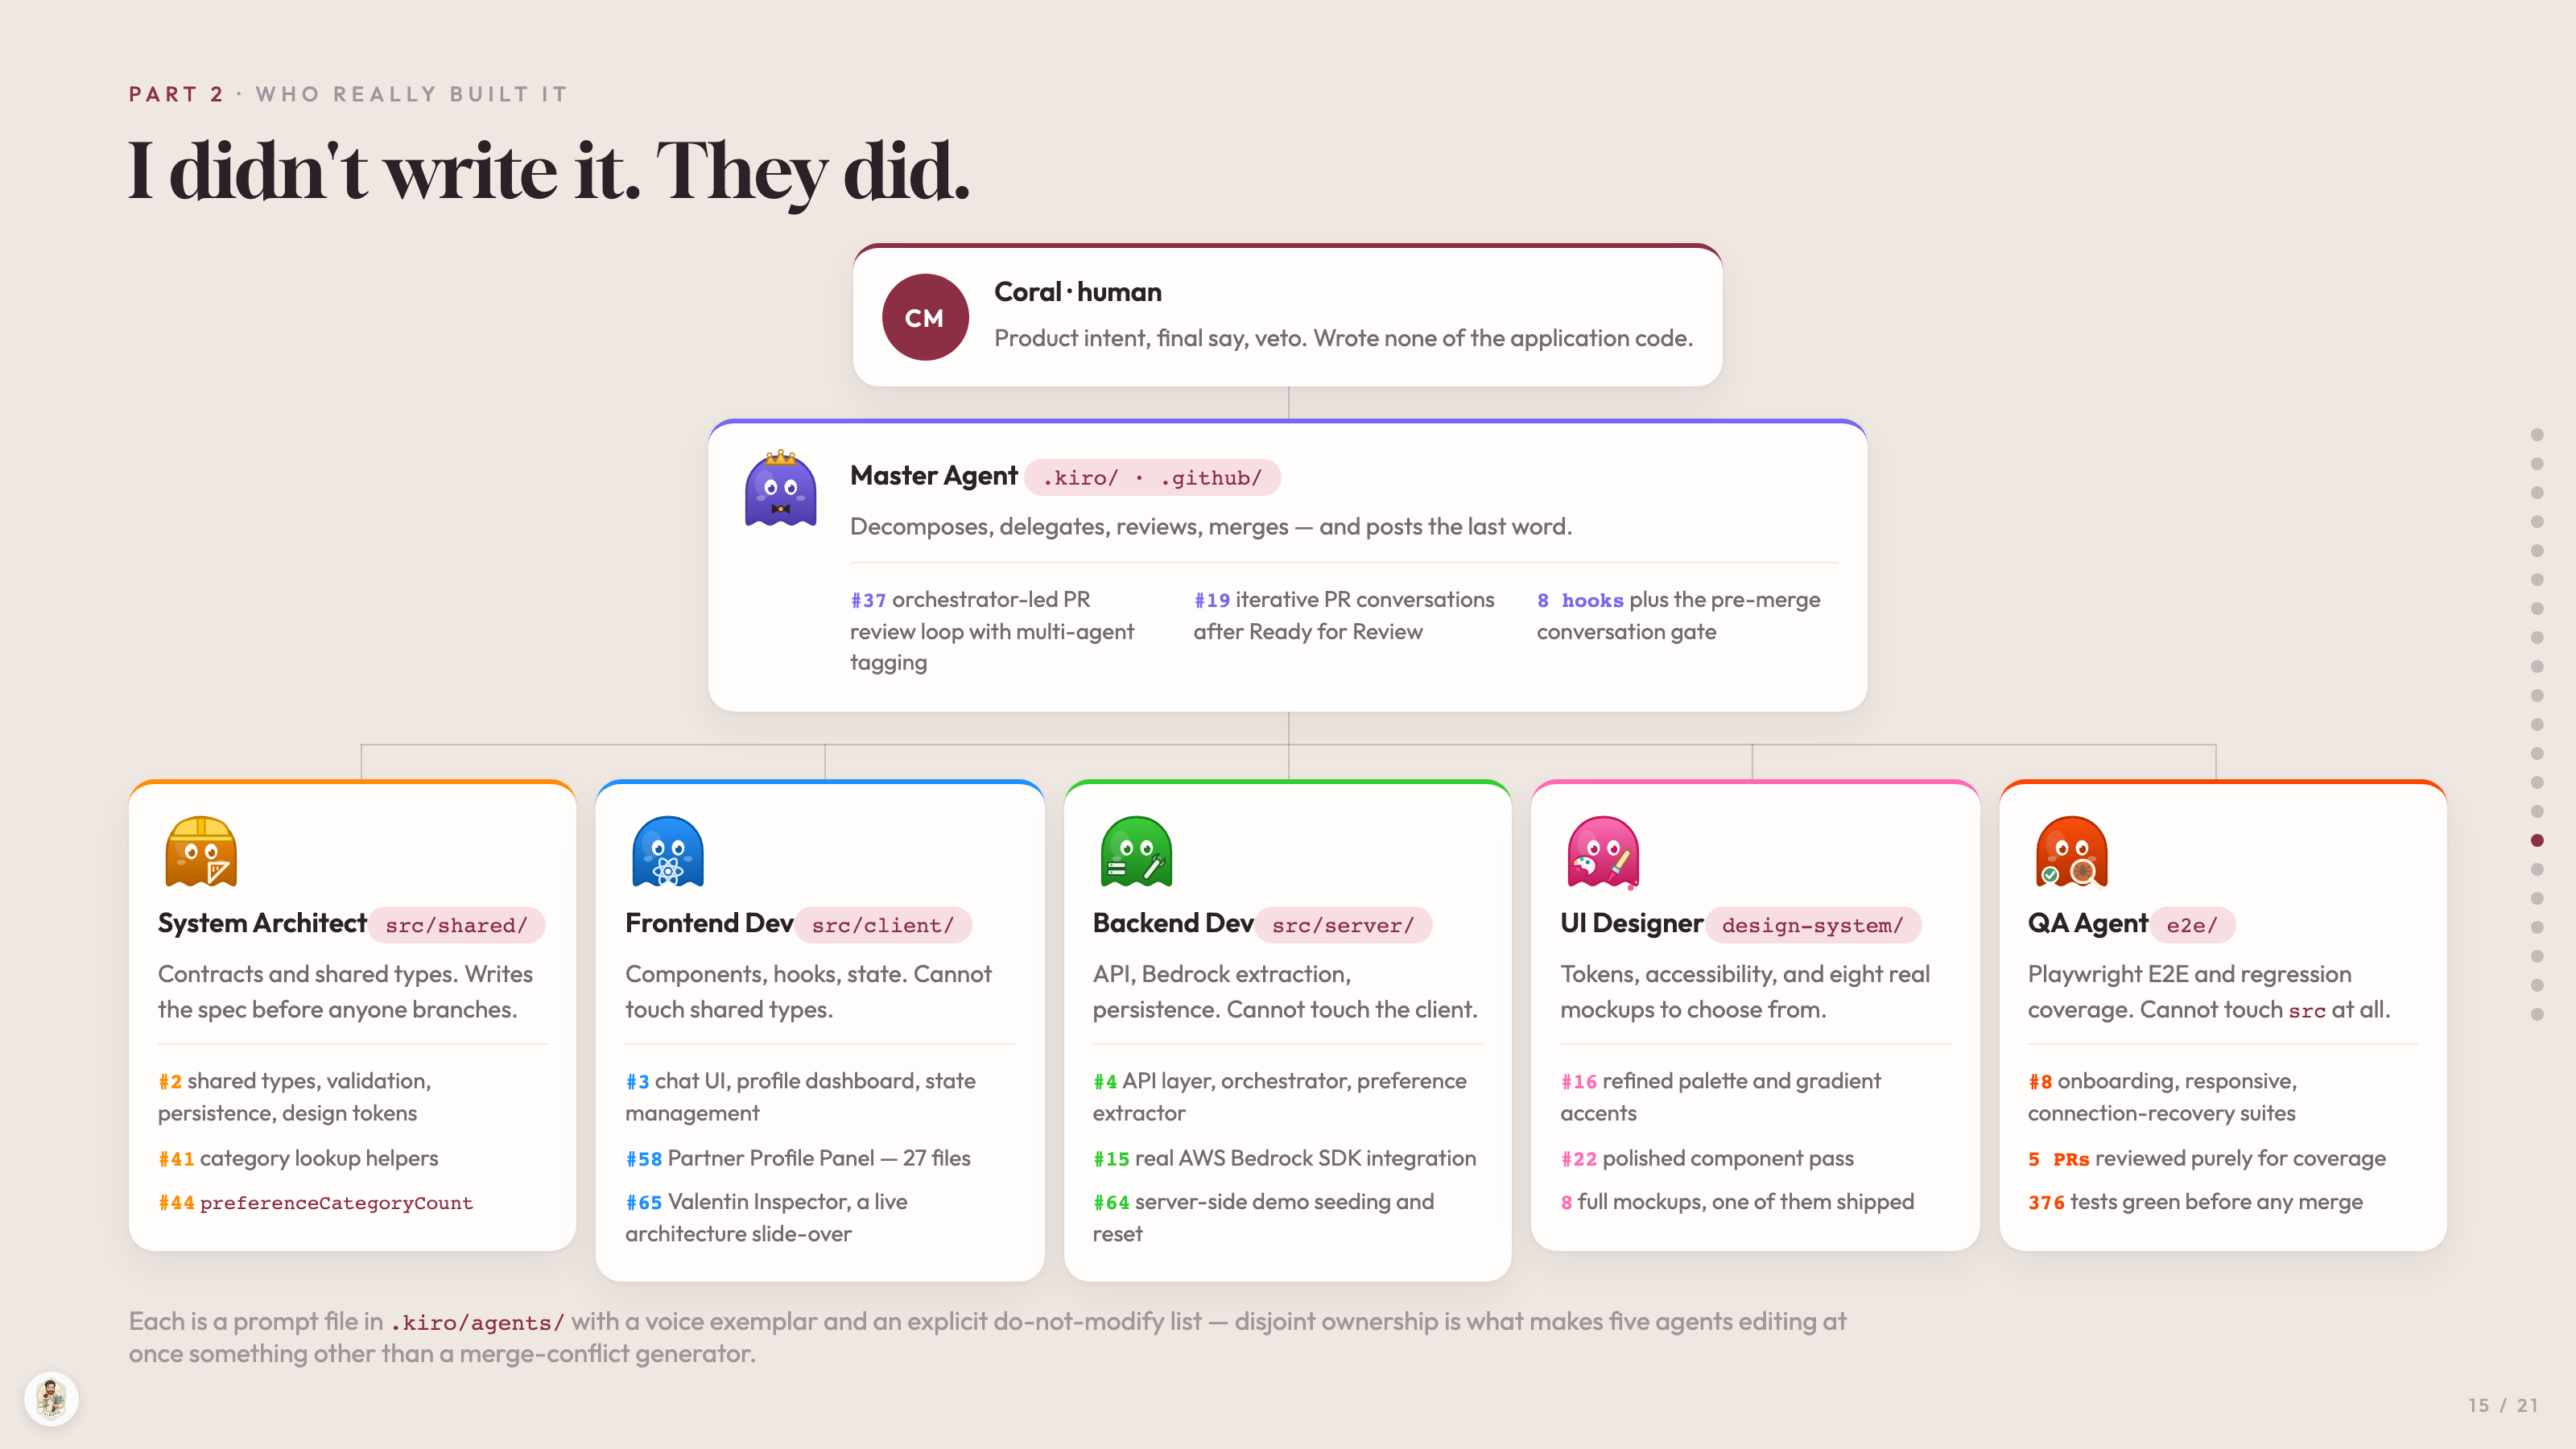 PART 2 · WHO REALLY BUILT IT
I didn't write it. They did.
CM
Coral · human
Product intent, final say, veto. Wrote none of the application code.
Master Agent .kiro/ · .github/
Decomposes, delegates, reviews, merges — and posts the last word.
#37 orchestrator-led PR
review loop with multi-agent
tagging
#19 iterative PR conversations
after Ready for Review
8 hooks plus the pre-merge
conversation gate
System Architect src/shared/
Contracts and shared types. Writes
the spec before anyone branches.
#2 shared types, validation,
persistence, design tokens
#41 category lookup helpers
#44 preferenceCategoryCount
Frontend Dev src/client/
Components, hooks, state. Cannot
touch shared types.
#3 chat UI, profile dashboard, state
management
#58 Partner Profile Panel — 27 files
#65 Valentin Inspector, a live
architecture slide-over
Backend Dev src/server/
API, Bedrock extraction,
persistence. Cannot touch the client.
#4 API layer, orchestrator, preference
extractor
#15 real AWS Bedrock SDK integration
#64 server-side demo seeding and
reset
UI Designer design-system/
Tokens, accessibility, and eight real
mockups to choose from.
#16 refined palette and gradient
accents
#22 polished component pass
8 full mockups, one of them shipped
QA Agent e2e/
Playwright E2E and regression
coverage. Cannot touch src at all.
#8 onboarding, responsive,
connection-recovery suites
5 PRs reviewed purely for coverage
376 tests green before any merge
Each is a prompt file in .kiro/agents/ with a voice exemplar and an explicit do-not-modify list — disjoint ownership is what makes five agents editing at
once something other than a merge-conflict generator.
15 / 21